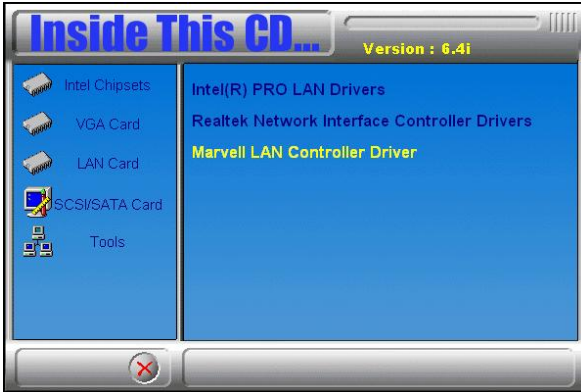 Inside This CD...
Version : 6.4i
Intel Chipsets
VGA Card
LAN Card
SCSI/SATA Card
Tools
Intel(R) PRO LAN Drivers
Realtek Network Interface Controller Drivers
Marvell LAN Controller Driver